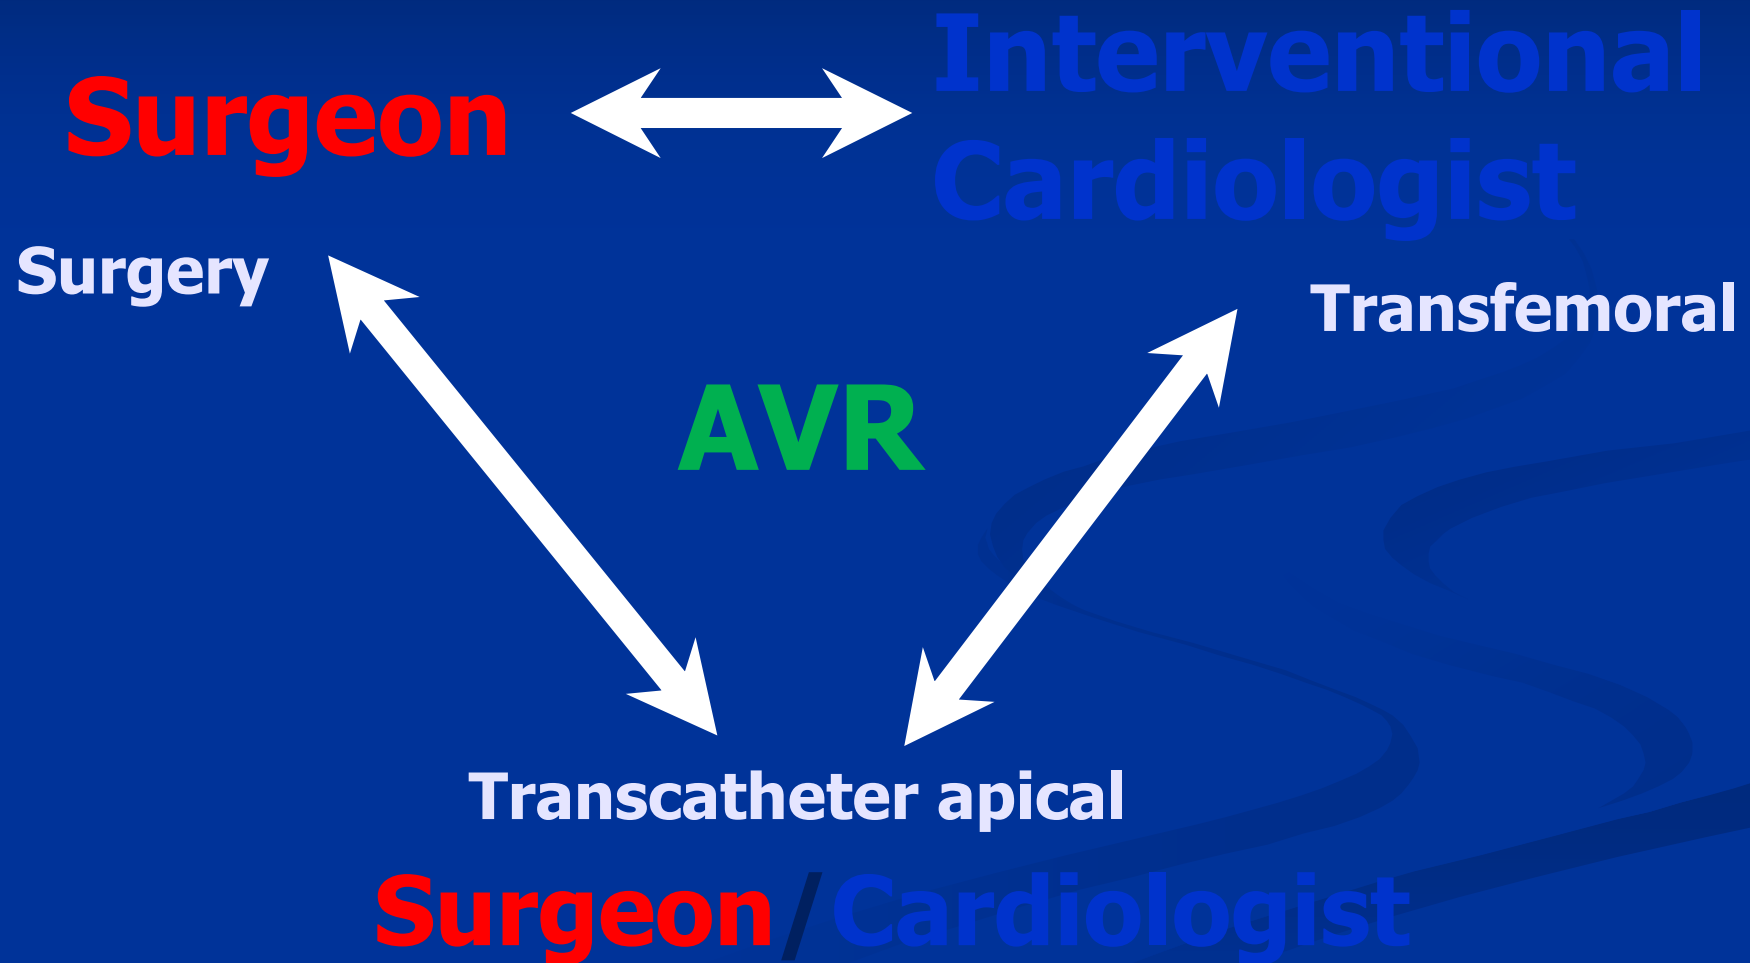 Interventional
Surgeon
Cardiologist
Surgery
Transfemoral
AVR
Transcatheter apical
Surgeon/Cardiologist